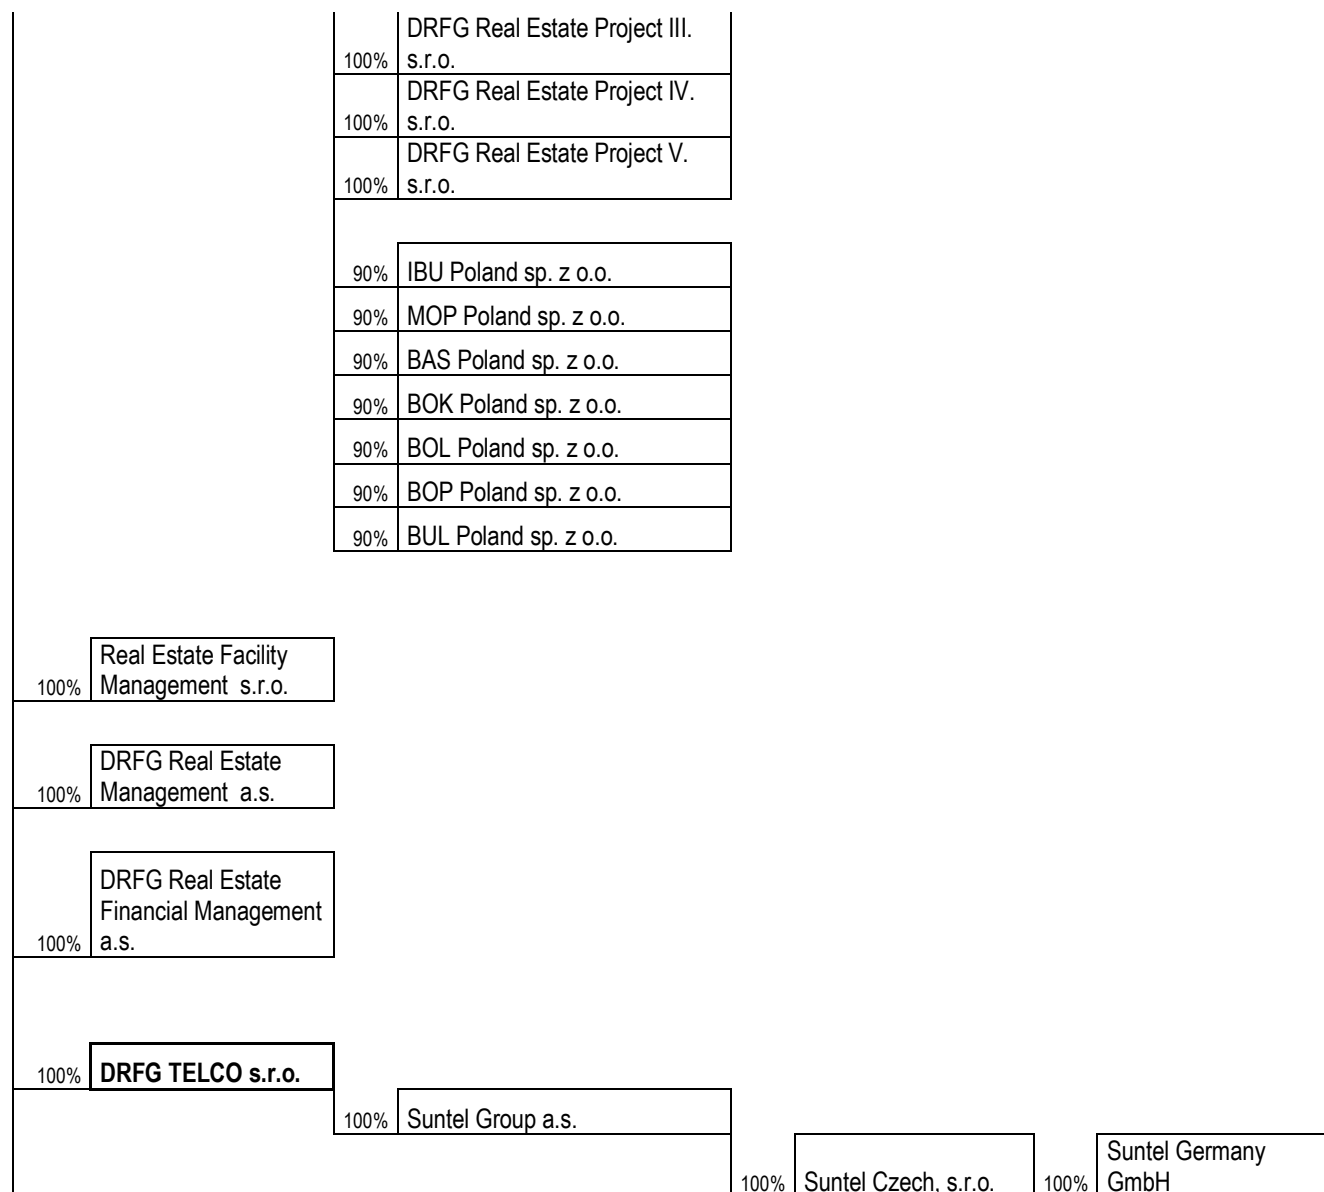 DRFG Real Estate Project III.
100% s.r.o.
DRFG Real Estate Project IV.
100% s.r.o.
DRFG Real Estate Project V.
100% s.r.o.
90% IBU Poland sp. z o.o.
90% MOP Poland sp. z o.o.
90% BAS Poland sp. z o.o.
90% BOK Poland sp. z o.o.
90% BOL Poland sp. z o.o.
90% BOP Poland sp. z o.o.
90% BUL Poland sp. z o.o.
Real Estate Facility
100% Management s.r.o.
DRFG Real Estate
100% Management a.s.
DRFG Real Estate
Financial Management
100% a.s.
100% DRFG TELCO s.r.o.
100% Suntel Group a.s.
Suntel Germany
100% Suntel Czech, s.r.o. 100% GmbH